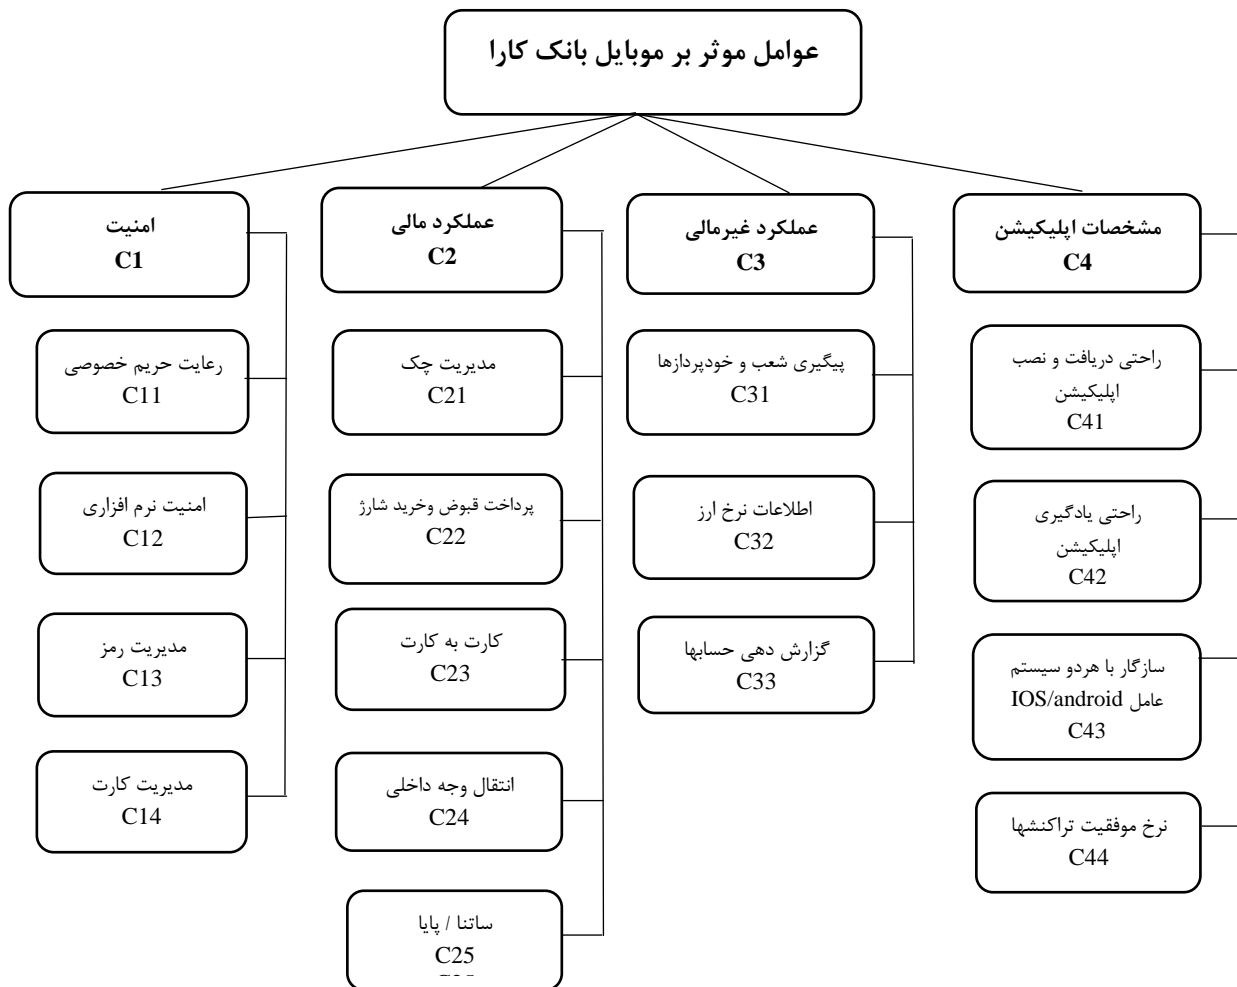 عوامل موثر بر موبایل بانک کارا
امنیت
C1
رعایت حریم خصوصی
C11
امنیت نرم افزاری
C12
مدیریت رمز
C13
مدیریت کارت
C14
عملکرد مالی
C2
مدیریت چک
C21
پرداخت قبوض وخرید شارژ
C22
کارت به کارت
C23
انتقال وجه داخلی
C24
ساتنا / پایا
C25
عملکرد غیرمالی
C3
پیگیری شعب و خودپردازها
C31
اطلاعات نرخ ارز
C32
گزارش دهی حسابها
C33
مشخصات اپلیکیشن
C4
راحتی دریافت و نصب
اپلیکیشن
C41
راحتی یادگیری
اپلیکیشن
C42
سازگار با هردو سیستم
عامل IOS/android
C43
نرخ موفقیت تراکنشها
C44